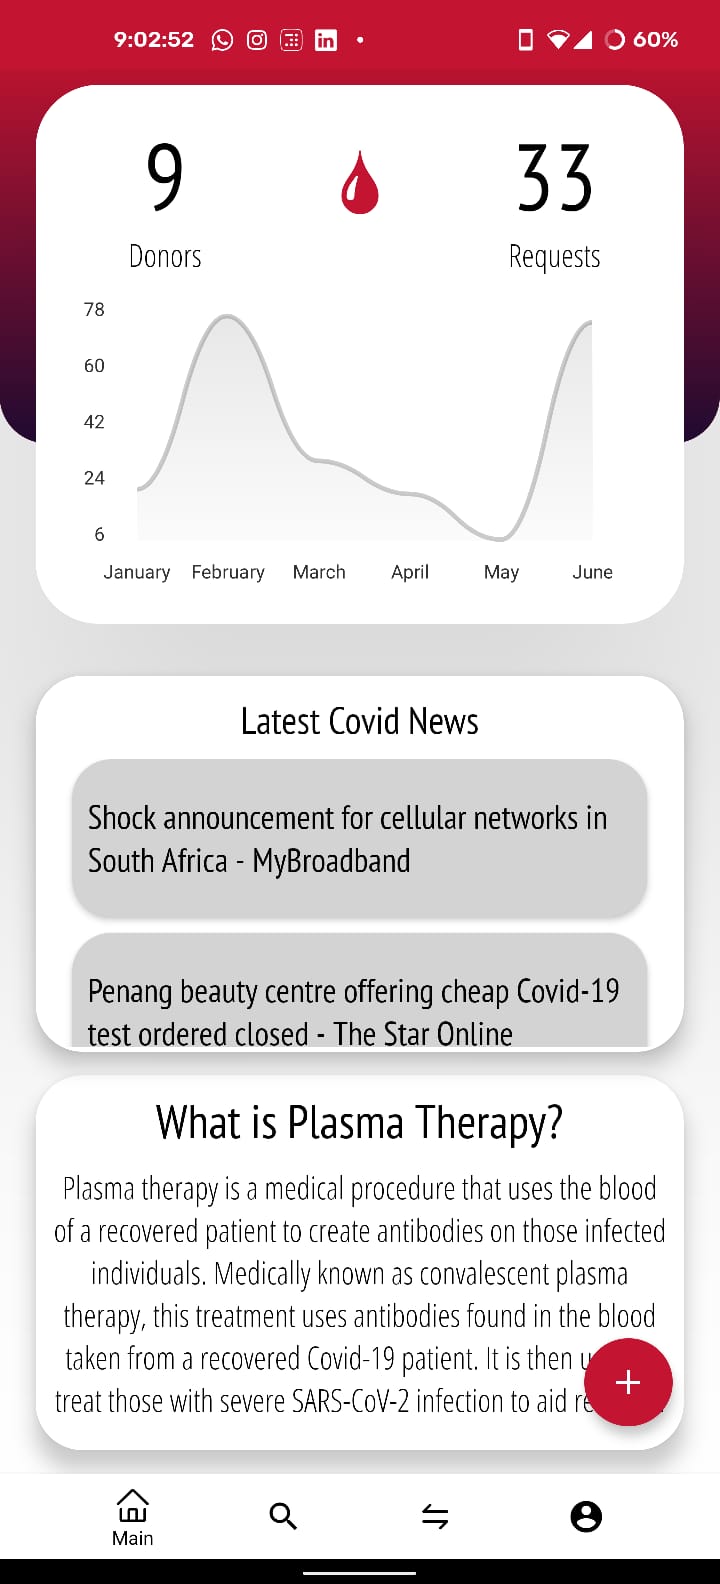 9:02:52
60%
9
33
Donors
Requests
78
60
42
24
6
January February March April May June
Latest Covid News
Shock announcement for cellular networks in
South Africa - MyBroadband
Penang beauty centre offering cheap Covid-19
test ordered closed - The Star Online
What is Plasma Therapy?
Plasma therapy is a medical procedure that uses the blood
of a recovered patient to create antibodies on those infected
individuals. Medically known as convalescent plasma
therapy, this treatment uses antibodies found in the blood
taken from a recovered Covid-19 patient. It is then
treat those with severe SARS-CoV-2 infection to aid
Main